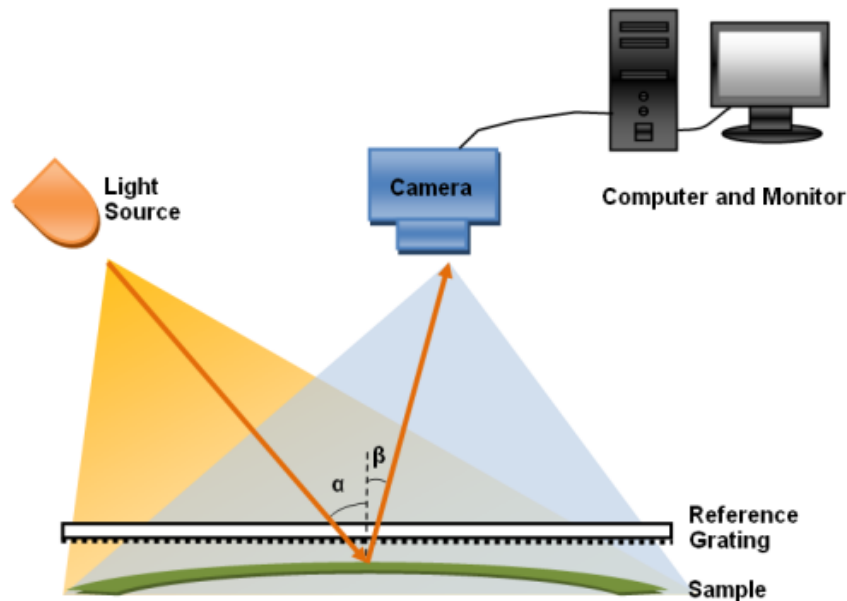 Light
Source
Camera
Computer and Monitor
α
β
Reference
Grating
Sample